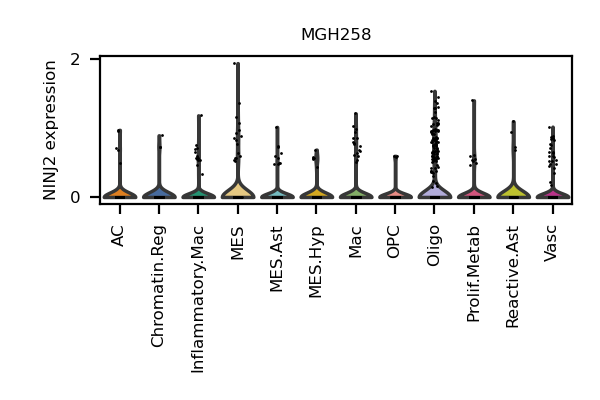 MGH258
NINJ2 expression
2
0
AC
Chromatin.Reg
Inflammatory.Mac
MES
MES.Ast
MES.Hyp
Mac
OPC
Oligo
Prolif.Metab
Reactive.Ast
Vasc